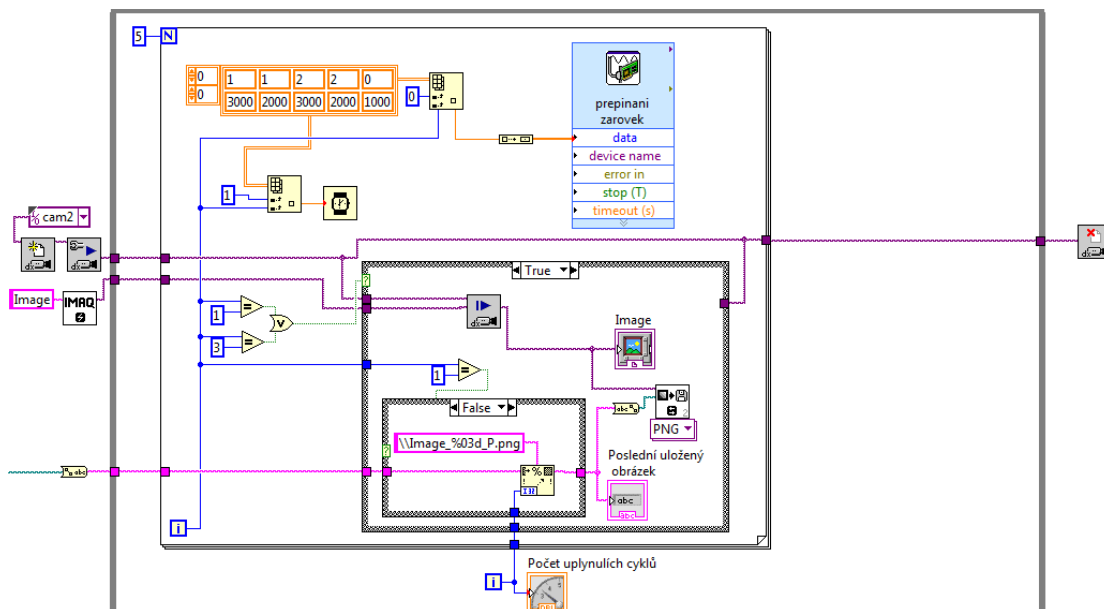 5 N
0 1 1 2 2 0
0 3000 2000 3000 2000 1000
0
prepinani
zarovek
data
device name
error in
stop (T)
timeout (s)
1
cam2
Image
IMAQ
True
1
3
Image
1
False
PNG
\\Image_%03d_P.png
Poslední uložený
obrázek
abc
i
Počet uplynulích cyklů
i